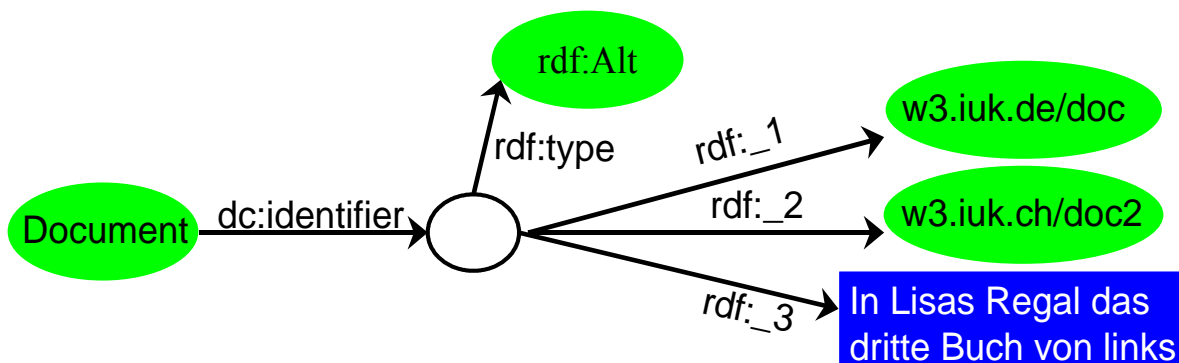 rdf:Alt
rdf:type
rdf:_1
w3.iuk.de/doc
Document
dc:identifier
rdf:_2
w3.iuk.ch/doc2
rdf:_3
In Lisas Regal das
dritte Buch von links